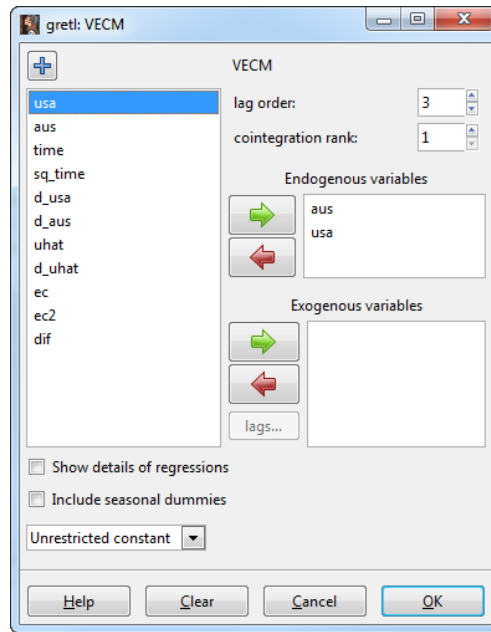 gretl: VECM
VECM
usa
aus
time
sq_time
d_usa
d_aus
uhat
d_uhat
ec
ec2
dif
lag order: 3
cointegration rank: 1
Endogenous variables
aus
usa
Exogenous variables
lags...
Show details of regressions
Include seasonal dummies
Unrestricted constant
Help Clear Cancel OK